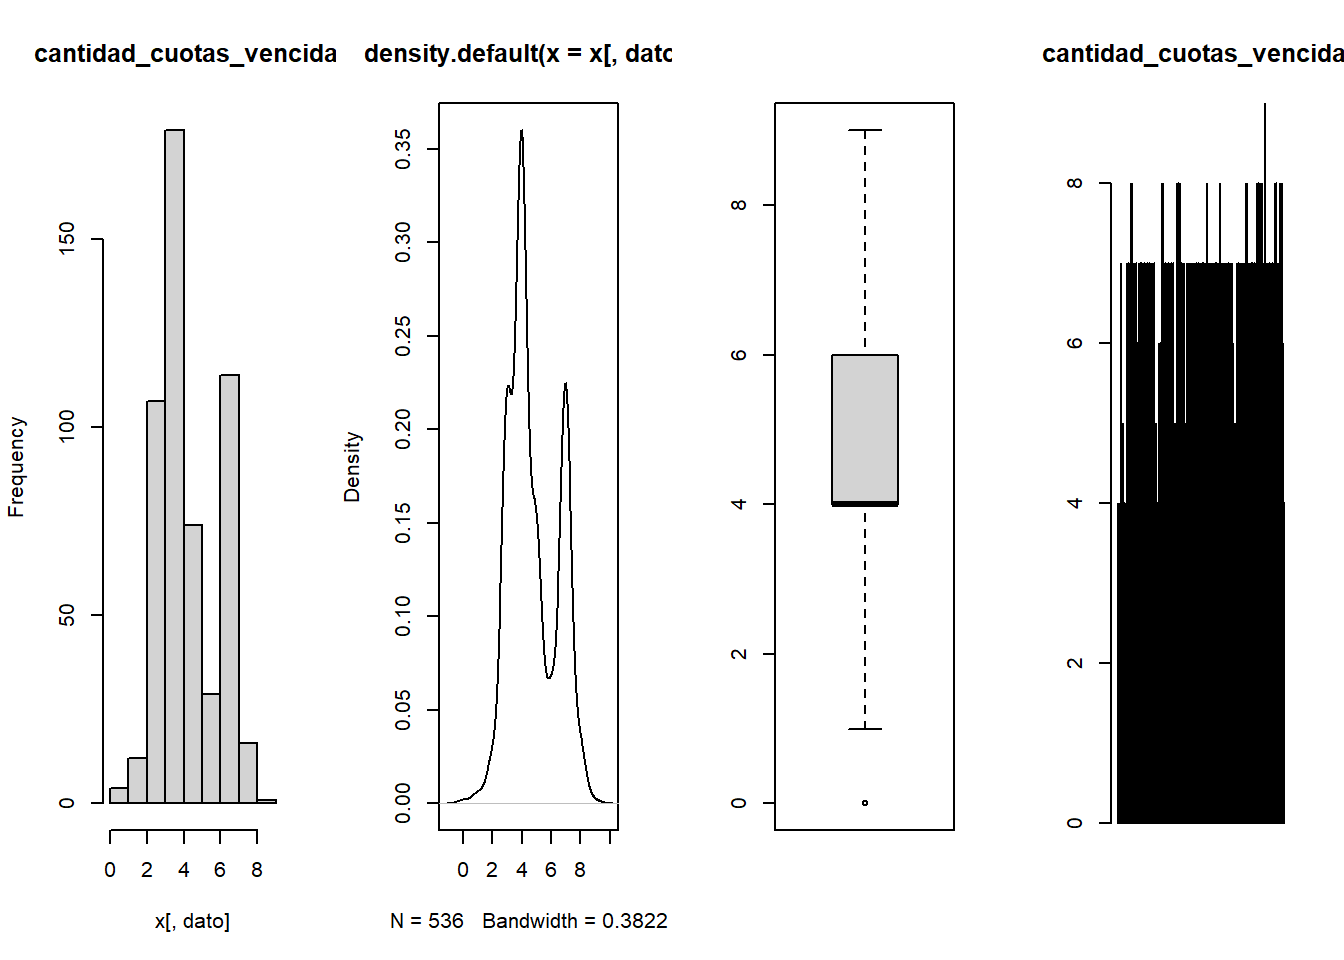 cantidad_cuotas_vencida
Frequency
150
100
50
0
0 2 4 6 8
x[, dato]
density.default(x = x[, dato
Density
0.35
0.30
0.25
0.20
0.15
0.10
0.05
0.00
0 2 4 6 8
N = 536 Bandwidth = 0.3822
8
6
4
2
0
cantidad_cuotas_vencida
8
6
4
2
0